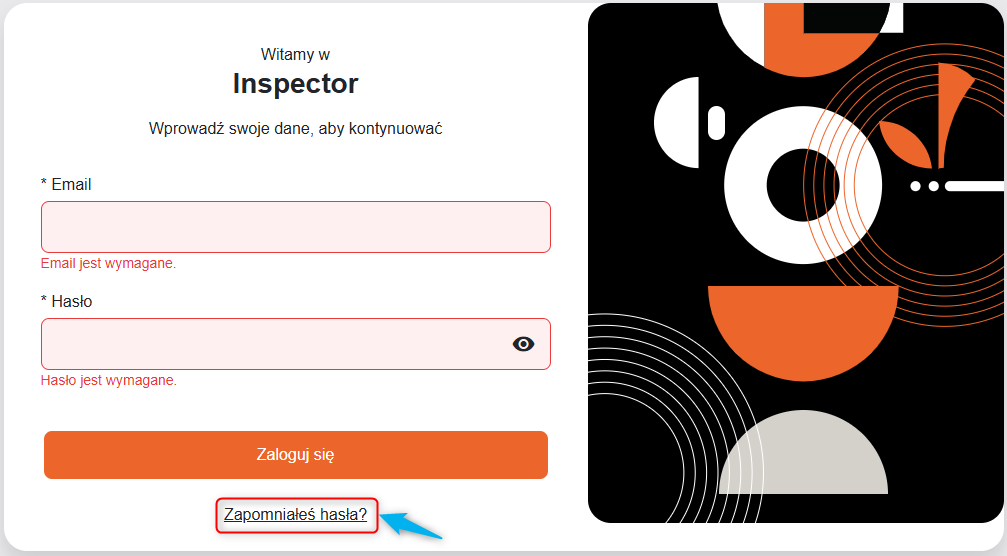 Witamy w
Inspector
Wprowadź swoje dane, aby kontynuować
* Email
Email jest wymagane.
* Hasło
Hasło jest wymagane.
Zaloguj się
Zapomniałeś hasła?